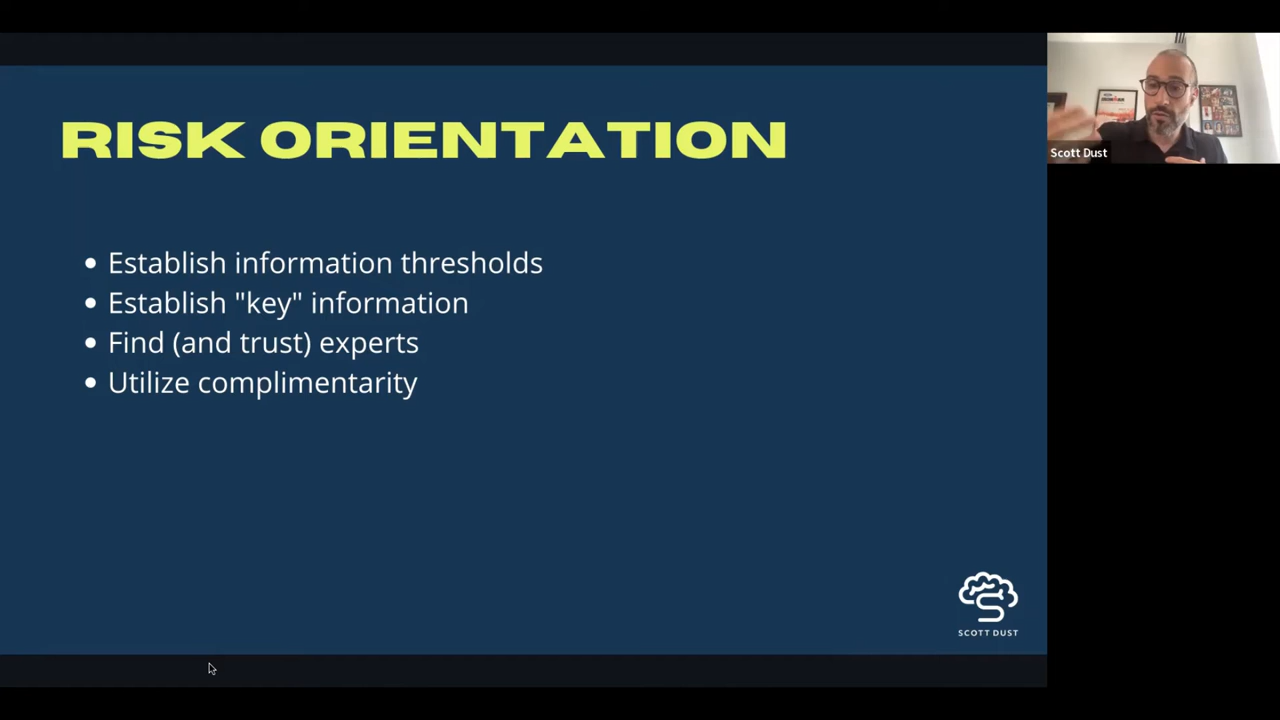 RISK ORIENTATION
• Establish information thresholds
• Establish "key" information
• Find (and trust) experts
• Utilize complimentarity
SCOTT DUST
Scott Dust